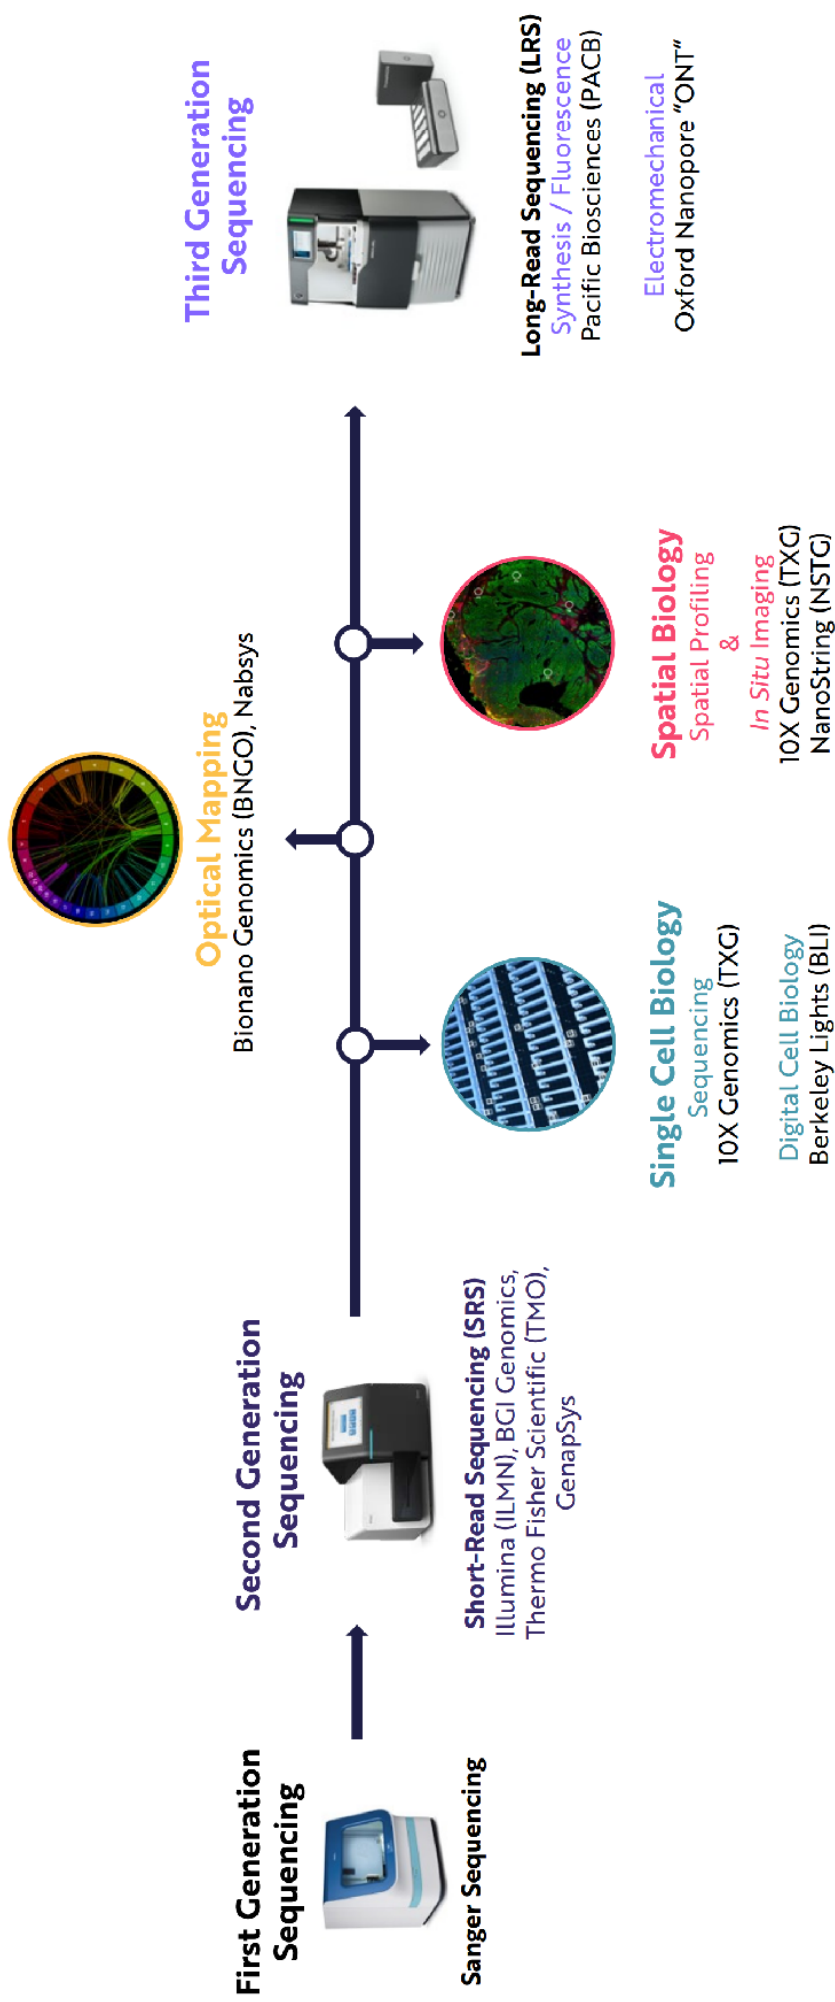 First Generation
Sequencing
Sanger Sequencing
Second Generation
Sequencing
Short-Read Sequencing (SRS)
Illumina (ILMN), BGI Genomics,
Thermo Fisher Scientific (TMO),
GenapSys
Single Cell Biology
Sequencing
10X Genomics (TXG)
Digital Cell Biology
Berkeley Lights (BLI)
Optical Mapping
Bionano Genomics (BNGO), Nabsys
Spatial Biology
Spatial Profiling
&
In Situ Imaging
10X Genomics (TXG)
NanoString (NSTG)
Third Generation
Sequencing
Long-Read Sequencing (LRS)
Synthesis / Fluorescence
Pacific Biosciences (PACB)
Electromechanical
Oxford Nanopore “ONT”